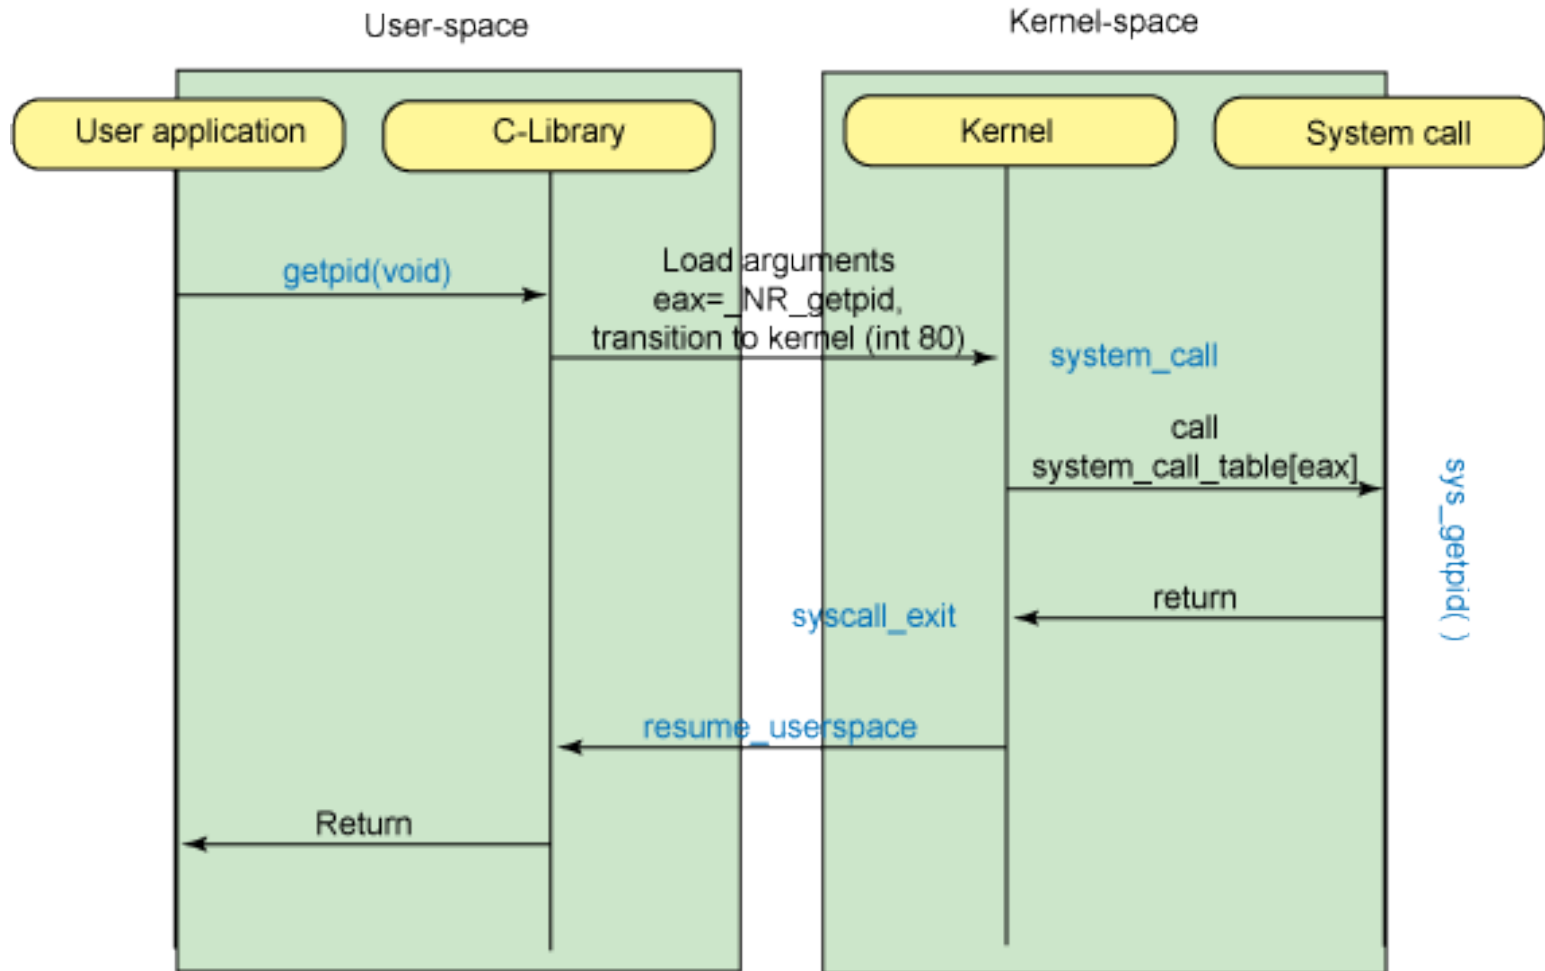 User-space
Kernel-space
User application
C-Library
Kernel
System call
getpid(void)
Load arguments
eax=_NR_getpid,
transition to kernel (int 80)
system_call
call
system_call_table[eax]
sys_getpid( )
return
syscall_exit
resume_userspace
Return